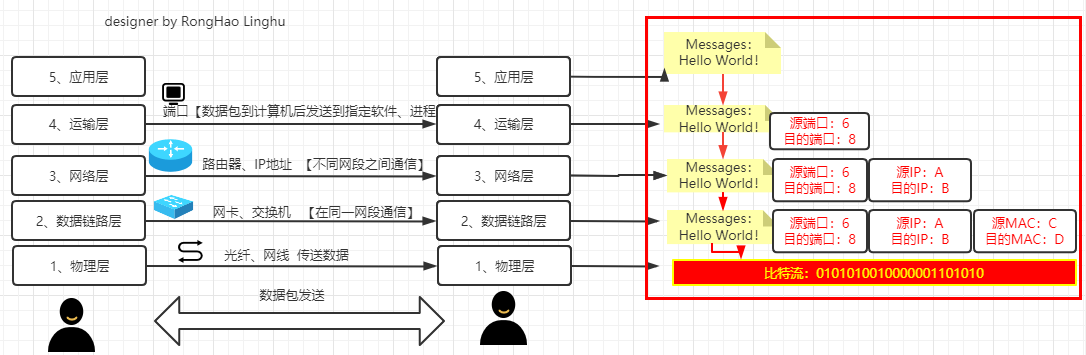 designer by RongHao Linghu
Messages:
Hello World!
5、应用层
5、应用层
端口【数据包到计算机后发送到指定软件、进程
4、运输层
4、运输层
Messages:
Hello World!
源端口: 6
目的端口: 8
路由器、IP地址 【不同网段之间通信】
3、网络层
3、网络层
Messages:
Hello World!
源端口: 6
目的端口: 8
源IP: A
目的IP: B
网卡、交换机 【在同一网段通信】
2、数据链路层
2、数据链路层
Messages:
Hello World!
源端口: 6
目的端口: 8
源IP: A
目的IP: B
源MAC: C
目的MAC: D
光纤、网线 传送数据
1、物理层
1、物理层
比特流: 0101010010000001101010
数据包发送